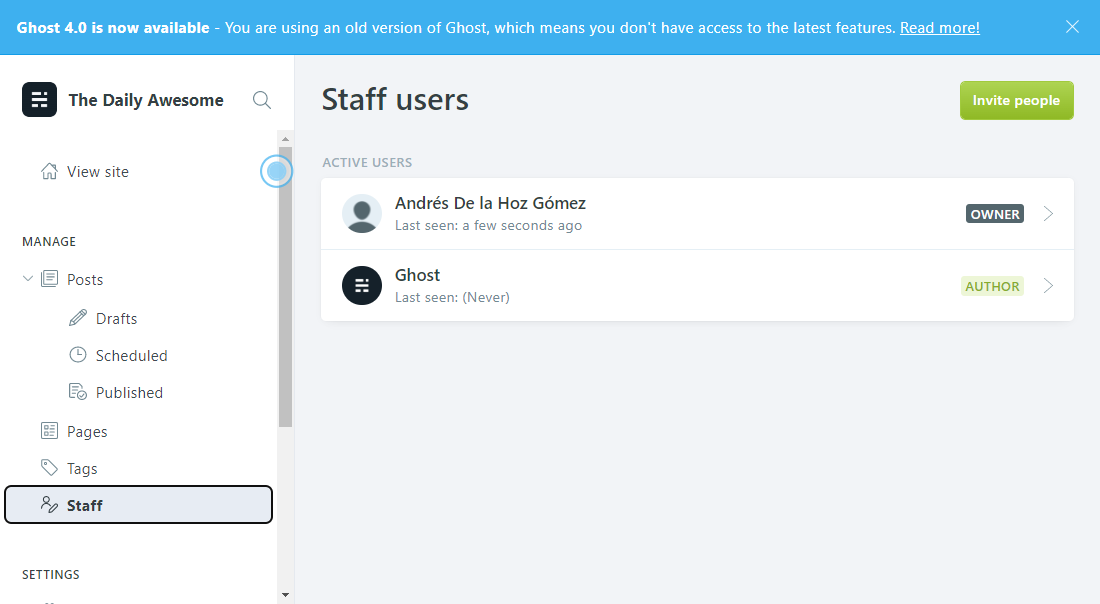 Ghost 4.0 is now available - You are using an old version of Ghost, which means you don't have access to the latest features. Read more!
The Daily Awesome
View site
MANAGE
Posts
Drafts
Scheduled
Published
Pages
Tags
Staff
SETTINGS
Staff users
Invite people
ACTIVE USERS
Andrés De la Hoz Gómez
Last seen: a few seconds ago
OWNER
Ghost
Last seen: (Never)
AUTHOR